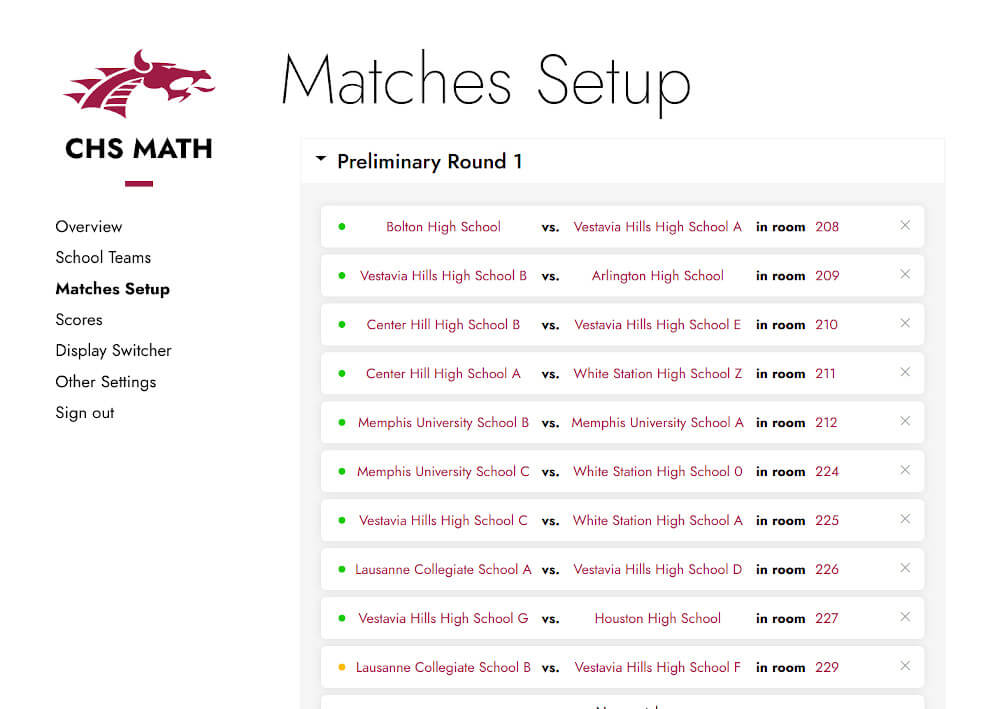 CHS MATH
Overview
School Teams
Matches Setup
Scores
Display Switcher
Other Settings
Sign out
Matches Setup
Preliminary Round 1
Bolton High School vs. Vestavia Hills High School A in room 208
Vestavia Hills High School B vs. Arlington High School in room 209
Center Hill High School B vs. Vestavia Hills High School E in room 210
Center Hill High School A vs. White Station High School Z in room 211
Memphis University School B vs. Memphis University School A in room 212
Memphis University School C vs. White Station High School 0 in room 224
Vestavia Hills High School C vs. White Station High School A in room 225
Lausanne Collegiate School A vs. Vestavia Hills High School D in room 226
Vestavia Hills High School G vs. Houston High School in room 227
Lausanne Collegiate School B vs. Vestavia Hills High School F in room 229